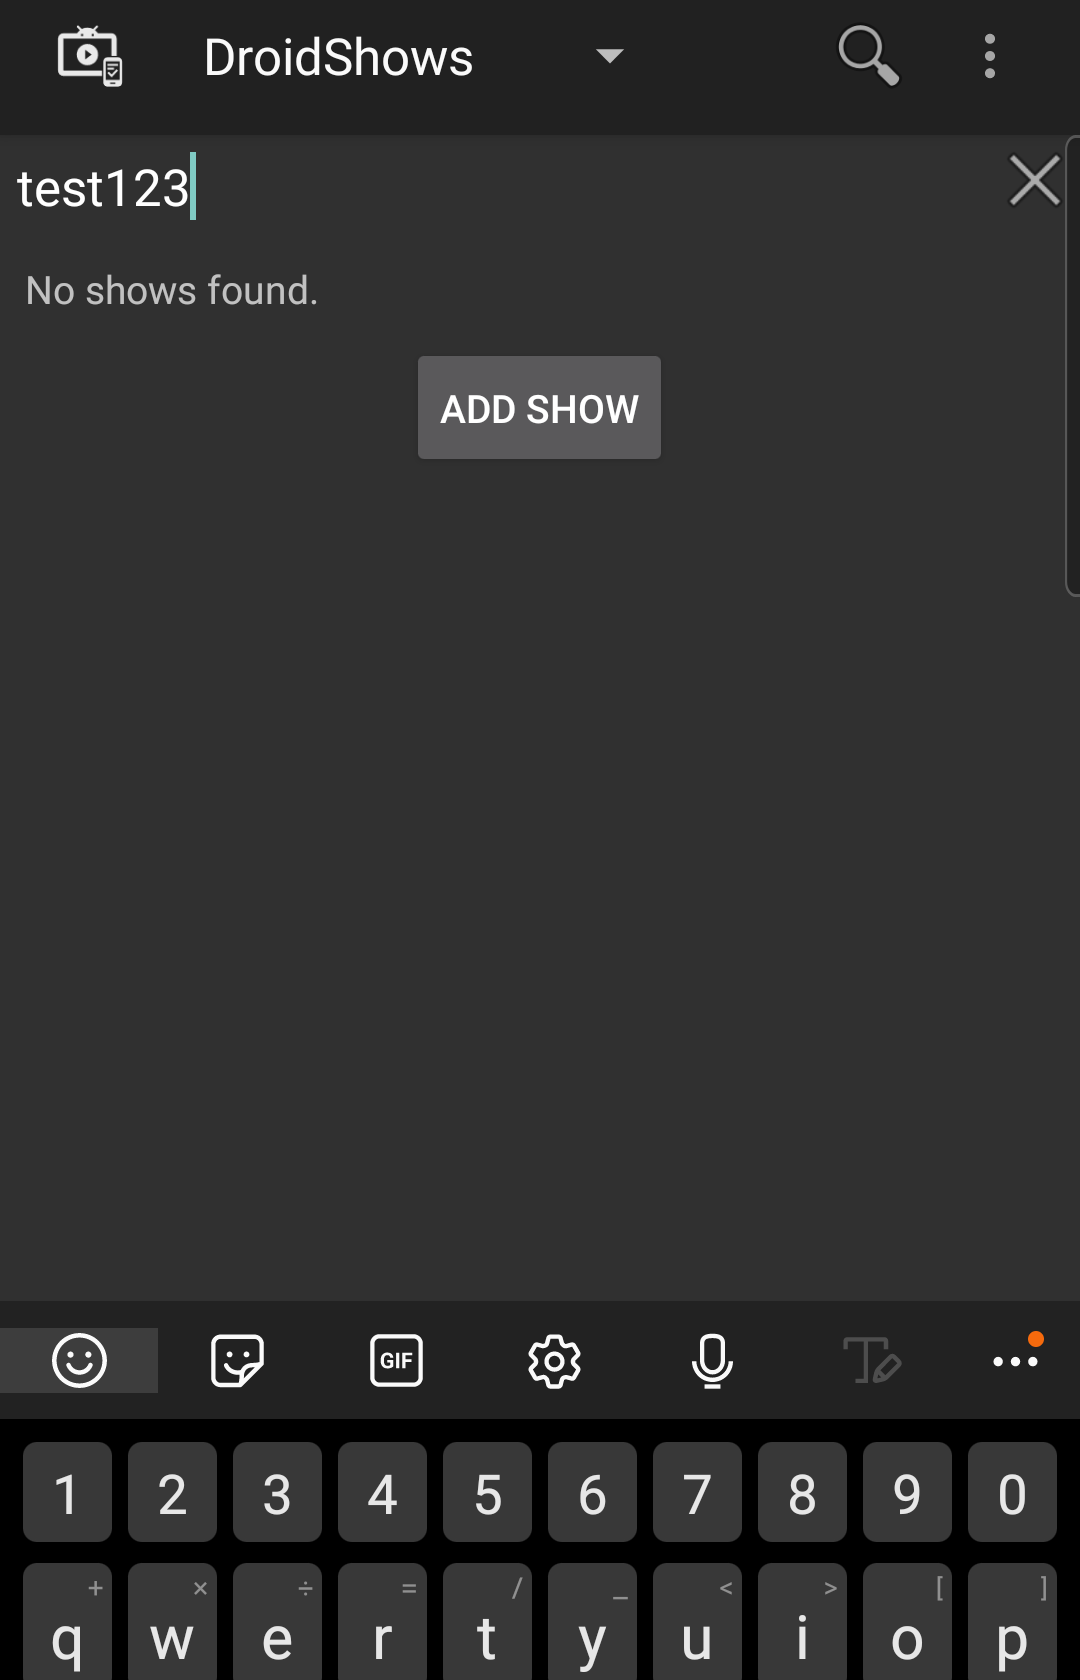 DroidShows
test123
No shows found.
ADD SHOW
GIF
1 2 3 4 5 6 7 8 9 0
+ × ÷ = / _ < > [ ]
q w e r t y u i o p